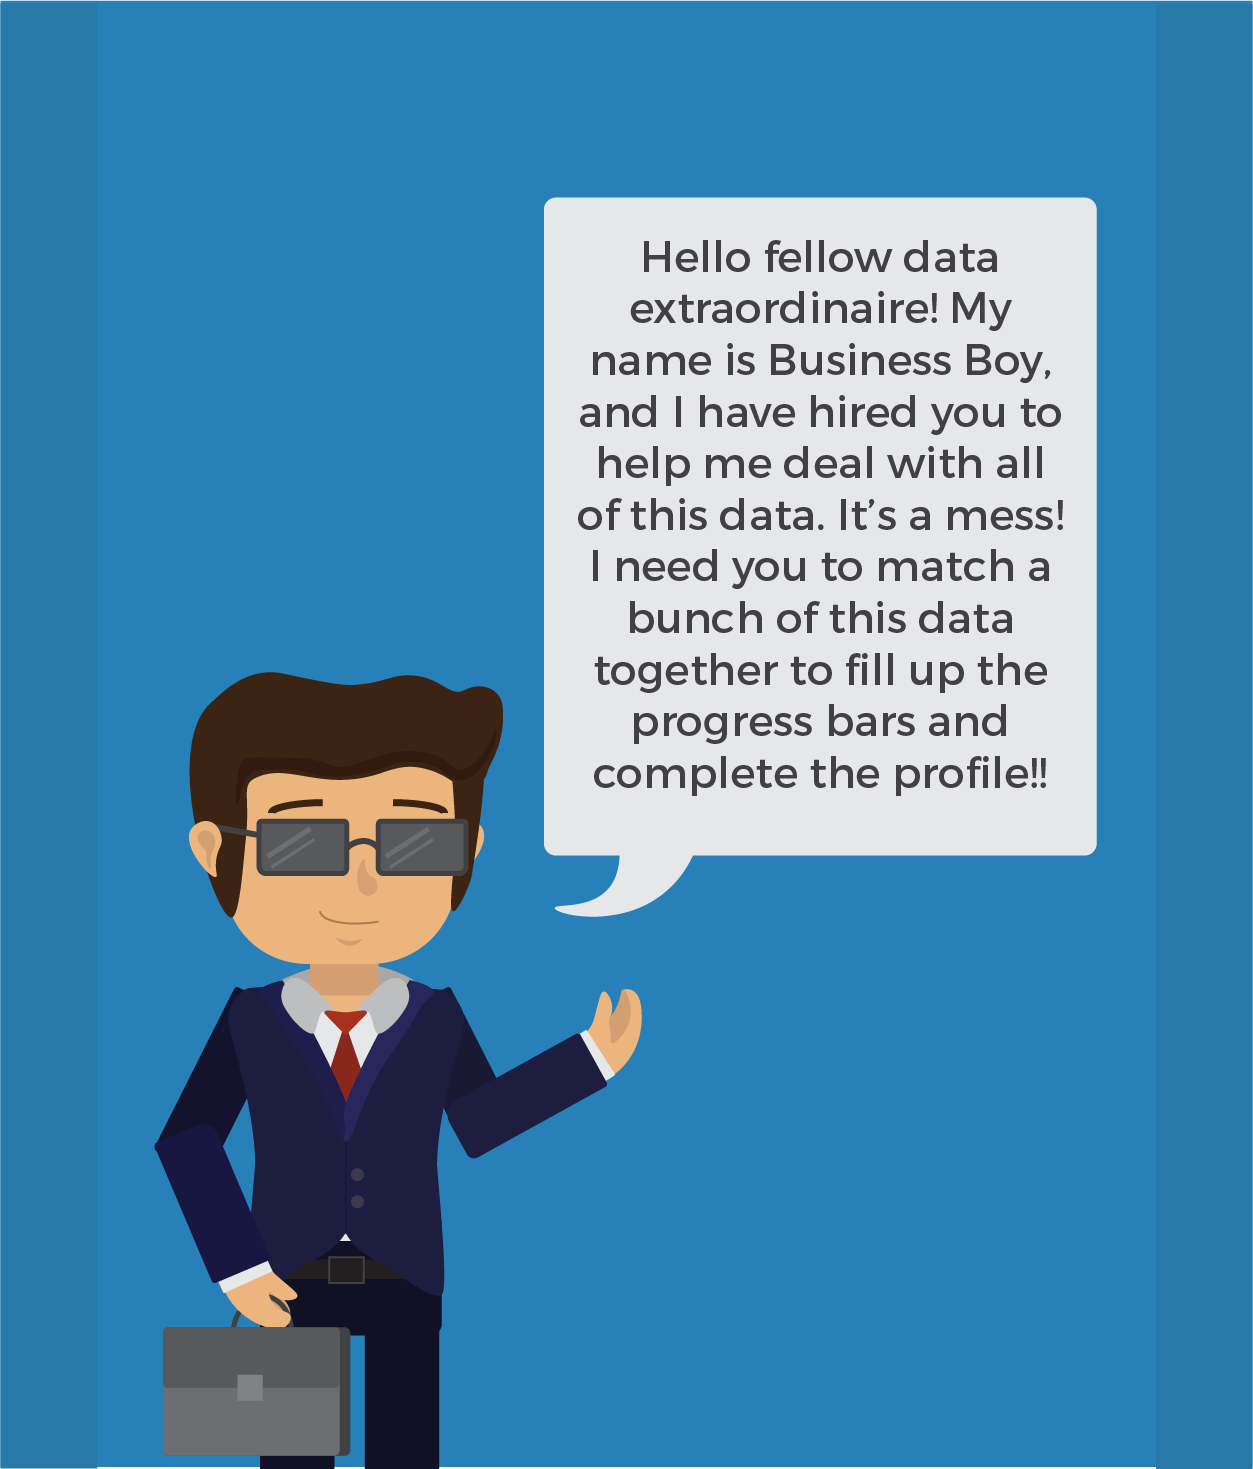 Hello fellow data
extraordinaire! My
name is Business Boy,
and I have hired you to
help me deal with all
of this data. It’s a mess!
I need you to match a
bunch of this data
together to fill up the
progress bars and
complete the profile!!